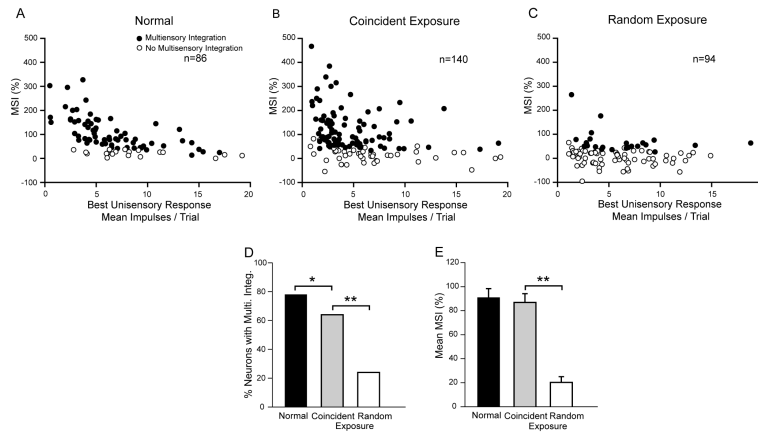 A
Normal
Multisensory Integration
No Multisensory Integration
n=86
MSI (%)
500
400
300
200
100
0
-100
0
5
10
15
20
Best Unisensory Response
Mean Impulses / Trial
B
Coincident Exposure
n=140
MSI (%)
500
400
300
200
100
0
-100
0
5
10
15
20
Best Unisensory Response
Mean Impulses / Trial
C
Random Exposure
n=94
MSI (%)
500
400
300
200
100
0
-100
0
5
10
15
Best Unisensory Response
Mean Impulses / Trial
D
% Neurons with Multi. Integ.
100
80
60
40
20
0
*
**
Normal Coincident Random
Exposure
E
Mean MSI (%)
120
100
80
60
40
20
0
**
Normal Coincident Random
Exposure